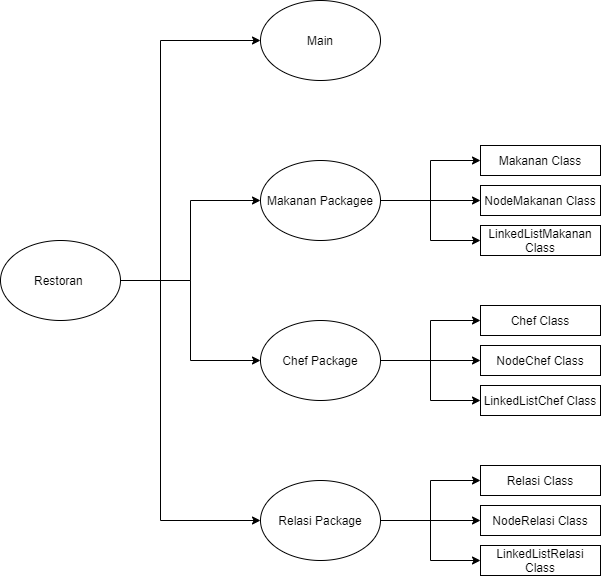 Main
Makanan Packagee
Makanan Class
NodeMakanan Class
LinkedListMakanan
Class
Restoran
Chef Package
Chef Class
NodeChef Class
LinkedListChef Class
Relasi Package
Relasi Class
NodeRelasi Class
LinkedListRelasi
Class